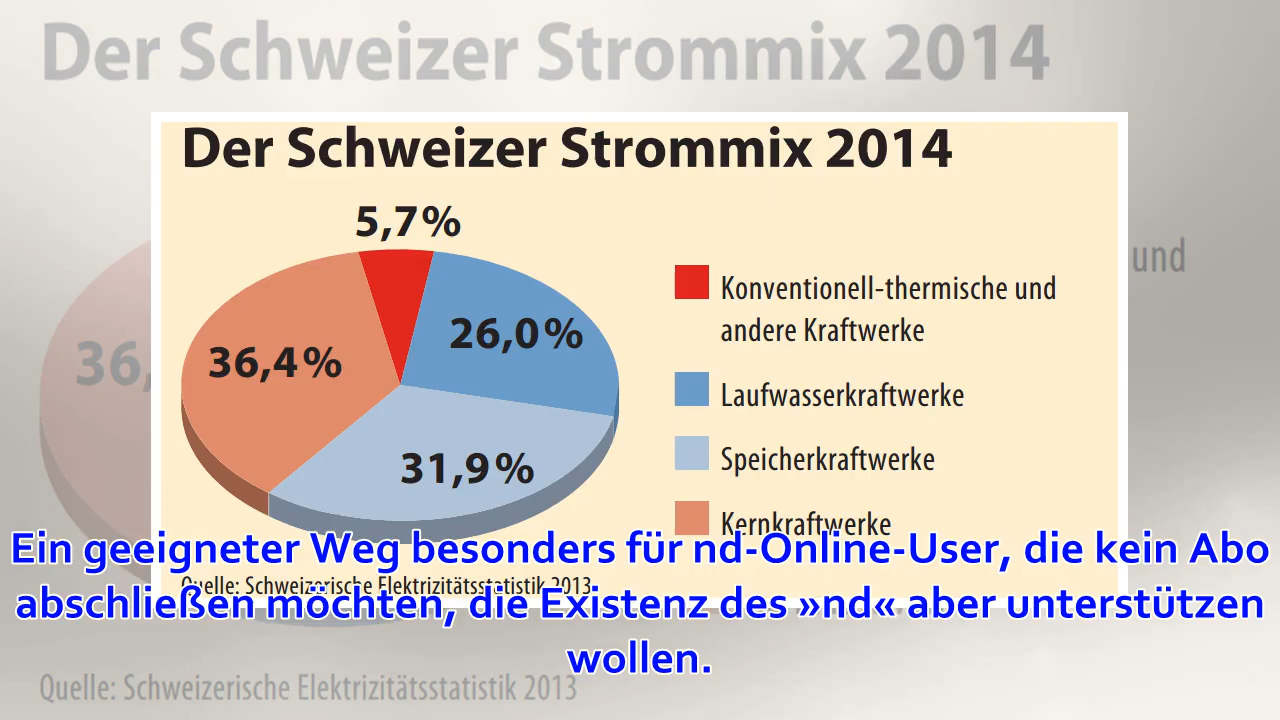 Der Schweizer Strommix 2014
Der Schweizer Strommix 2014
5,7%
26,0%
36,4%
31,9%
36,
und
Konventionell-thermische und
andere Kraftwerke
Laufwasserkraftwerke
Speicherkraftwerke
Kernkraftwerke
Quelle: Schweizerische Elektrizitätsstatistik 2013
Ein geeigneter Weg besonders für nd-Online-User, die kein Abo
abschließen möchten, die Existenz des »nd« aber unterstützen
wollen.
Quelle: Schweizerische Elektrizitätsstatistik 2013